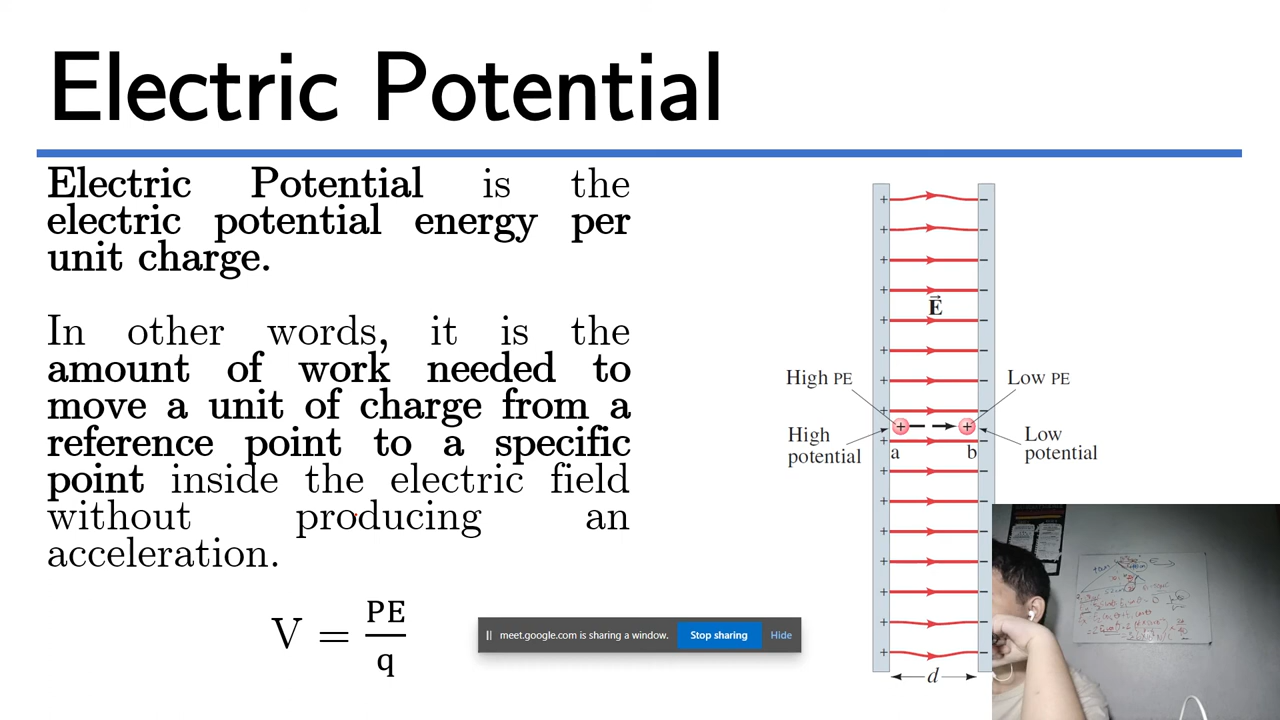 Electric Potential
Electric Potential is the
electric potential energy per
unit charge.
In other words, it is the
amount of work needed to
move a unit of charge from a
reference point to a specific
point inside the electric field
without producing an
acceleration.
V = PE
q
E
High PE
Low PE
High
potential
Low
potential
a
b
d
meet.google.com is sharing a window.
Stop sharing
Hide